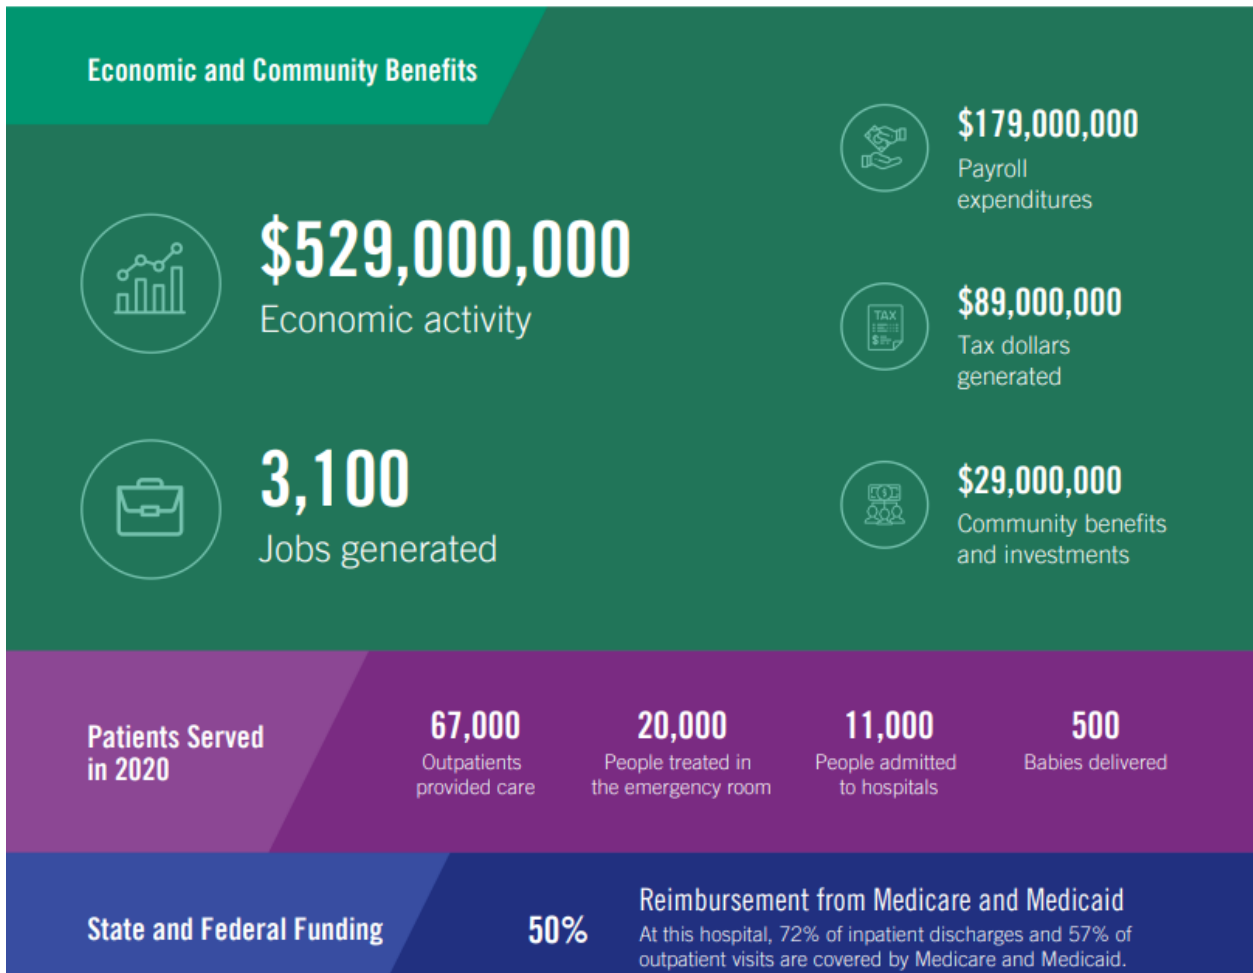 Economic and Community Benefits
$529,000,000
Economic activity
3,100
Jobs generated
$179,000,000
Payroll
expenditures
TAX
$
$89,000,000
Tax dollars
generated
$
$29,000,000
Community benefits
and investments
Patients Served
in 2020
67,000
Outpatients
provided care
20,000
People treated in
the emergency room
11,000
People admitted
to hospitals
500
Babies delivered
State and Federal Funding
50%
Reimbursement from Medicare and Medicaid
At this hospital, 72% of inpatient discharges and 57% of
outpatient visits are covered by Medicare and Medicaid.